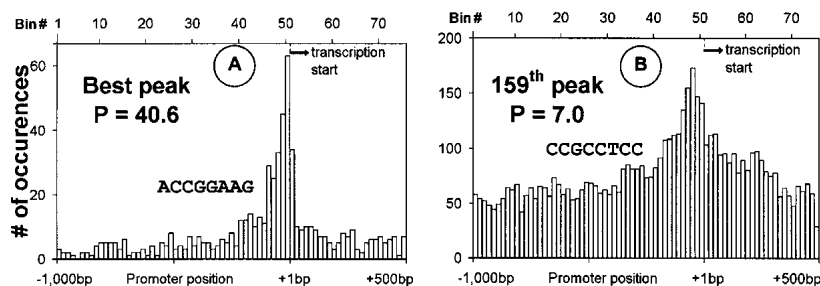 Bin # 1 10 20 30 40 50 60 70
A
transcription
start
Best peak
P = 40.6
ACCGGAAG
# of occurences
60
40
20
0
-1,000bp Promoter position +1bp +500bp
Bin # 10 20 30 40 50 60 70
B
transcription
start
159th peak
P = 7.0
CCGCCTCC
200
150
100
50
0
-1,000bp Promoter position +1bp +500bp